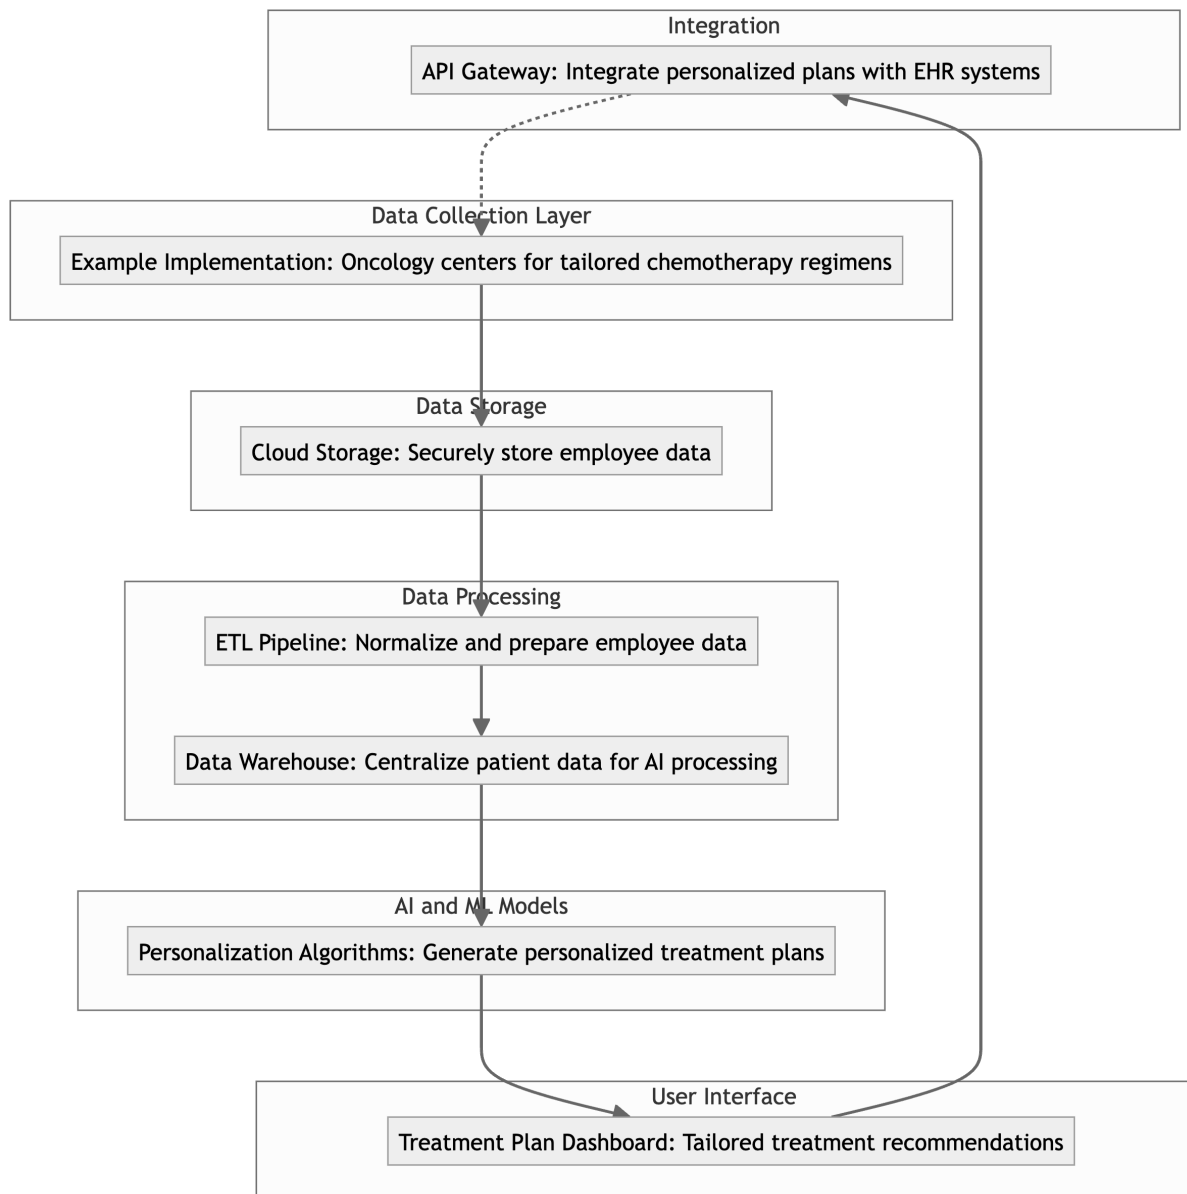 Integration
API Gateway: Integrate personalized plans with EHR systems
Data Collection Layer
Example Implementation: Oncology centers for tailored chemotherapy regimens
Data Storage
Cloud Storage: Securely store employee data
Data Processing
ETL Pipeline: Normalize and prepare employee data
Data Warehouse: Centralize patient data for AI processing
AI and ML Models
Personalization Algorithms: Generate personalized treatment plans
User Interface
Treatment Plan Dashboard: Tailored treatment recommendations